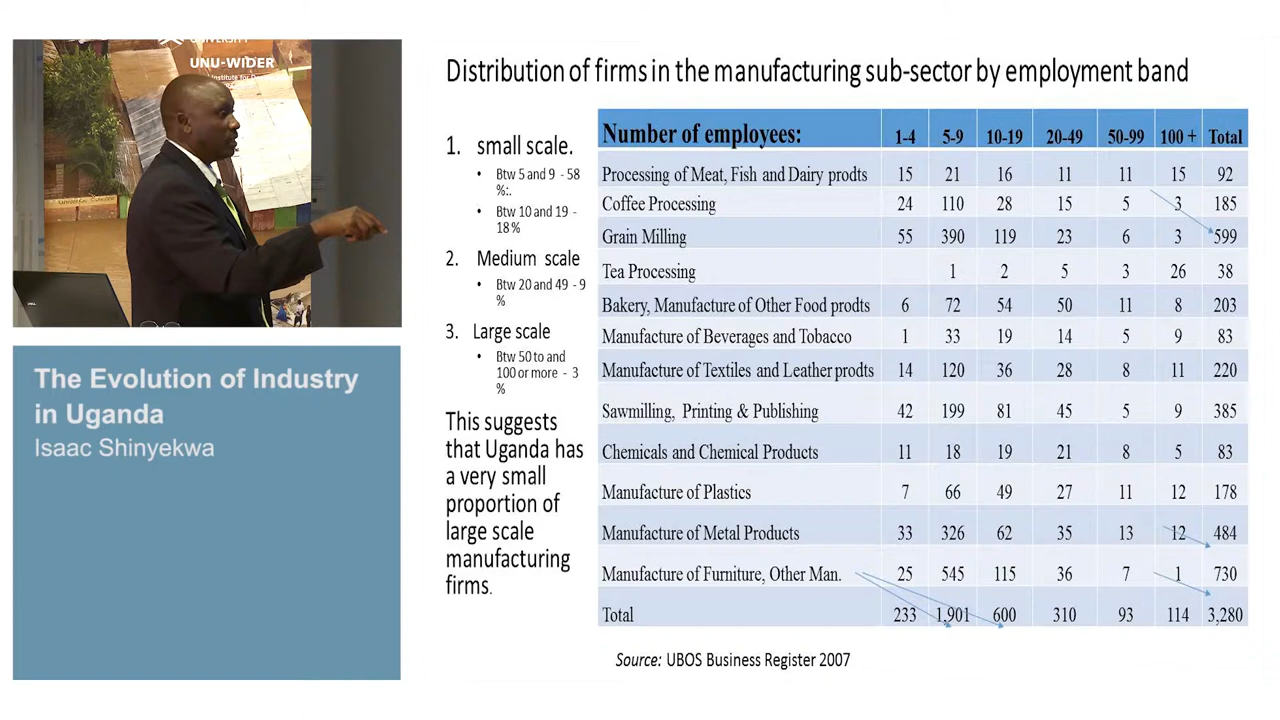 UNIVERSITY
UNU-WIDER
Institute for De
DELL
The Evolution of Industry
in Uganda
Isaac Shinyekwa
Distribution of firms in the manufacturing sub-sector by employment band
1. small scale.
• Btw 5 and 9 - 58
%:.
• Btw 10 and 19 -
18 %
2. Medium scale
• Btw 20 and 49 - 9
%
3. Large scale
• Btw 50 to and
100 or more - 3
%
This suggests
that Uganda has
a very small
proportion of
large scale
manufacturing
firms.
Number of employees: 1-4 5-9 10-19 20-49 50-99 100 + Total
Processing of Meat, Fish and Dairy prodts 15 21 16 11 11 15 92
Coffee Processing 24 110 28 15 5 3 185
Grain Milling 55 390 119 23 6 3 599
Tea Processing 1 2 5 3 26 38
Bakery, Manufacture of Other Food prodts 6 72 54 50 11 8 203
Manufacture of Beverages and Tobacco 1 33 19 14 5 9 83
Manufacture of Textiles and Leather prodts 14 120 36 28 8 11 220
Sawmilling, Printing & Publishing 42 199 81 45 5 9 385
Chemicals and Chemical Products 11 18 19 21 8 5 83
Manufacture of Plastics 7 66 49 27 11 12 178
Manufacture of Metal Products 33 326 62 35 13 12 484
Manufacture of Furniture, Other Man. 25 545 115 36 7 1 730
Total 233 1,901 600 310 93 114 3,280
Source: UBOS Business Register 2007